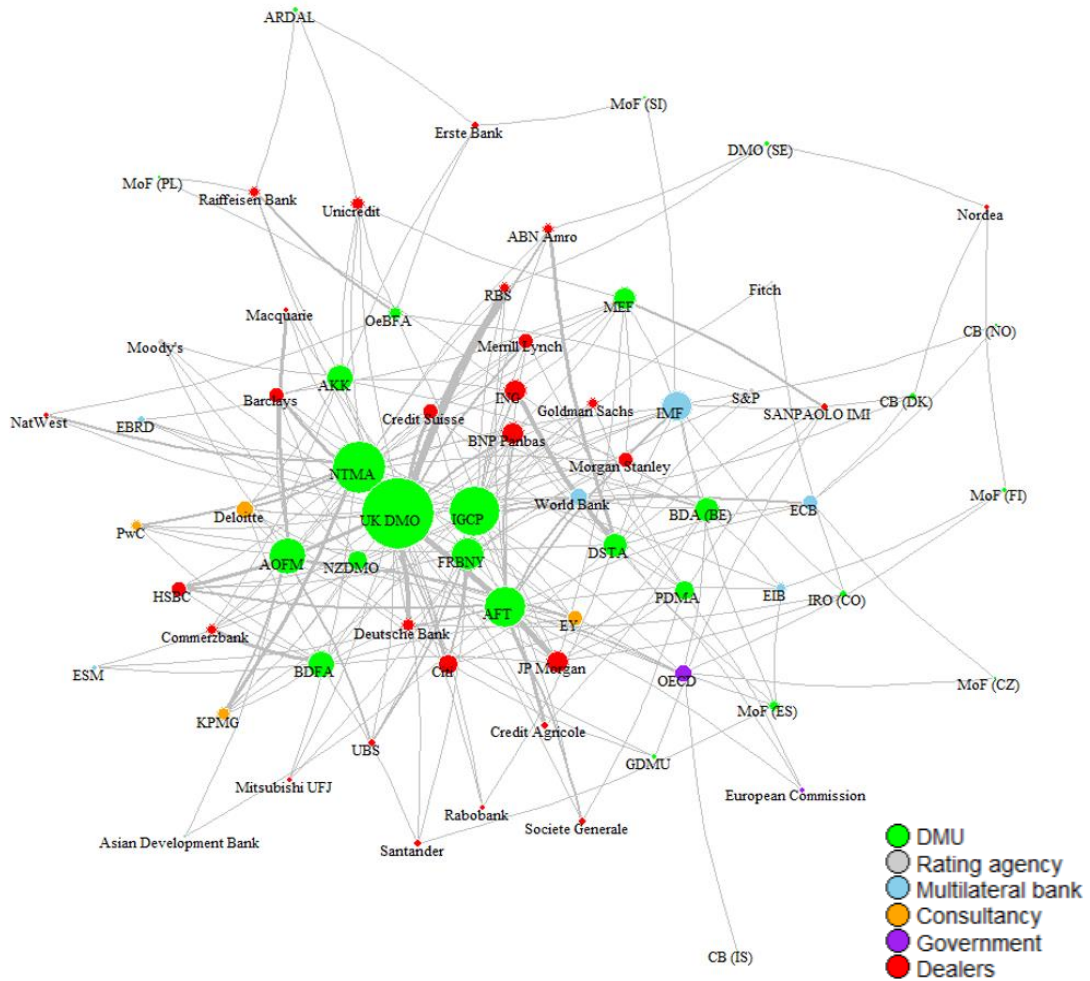 ARDAL
MoF (SI)
Erste Bank
DMO (SE)
MoF (PL)
Raiffeisen Bank
Unicredit
Nordea
ABN Amro
RBS
MEF
Fitch
Macquarie
OeBFA
CB (NO)
Moody's
Merrill Lynch
AKK
Barclays
ING
S&P
CB (DK)
Credit Suisse
Goldman Sachs
IMF
SANPAOLO IMI
NatWest
EBRD
BNP Paribas
Morgan Stanley
NTMA
MoF (FI)
World Bank
Deloitte
UK DMO
IGCP
BDA (BE)
ECB
PwC
AOFM
NZDMO
FRBNY
DSTA
HSBC
PDMA
EIB
IRO (CO)
AFT
EY
Commerzbank
Deutsche Bank
ESM
BDFA
Citi
JP Morgan
OECD
MoF (CZ)
KPMG
MoF (ES)
Credit Agricole
UBS
GDMU
Mitsubishi UFJ
European Commission
Rabobank
Societe Generale
Asian Development Bank
Santander
DMU
Rating agency
Multilateral bank
Consultancy
Government
Dealers
CB (IS)